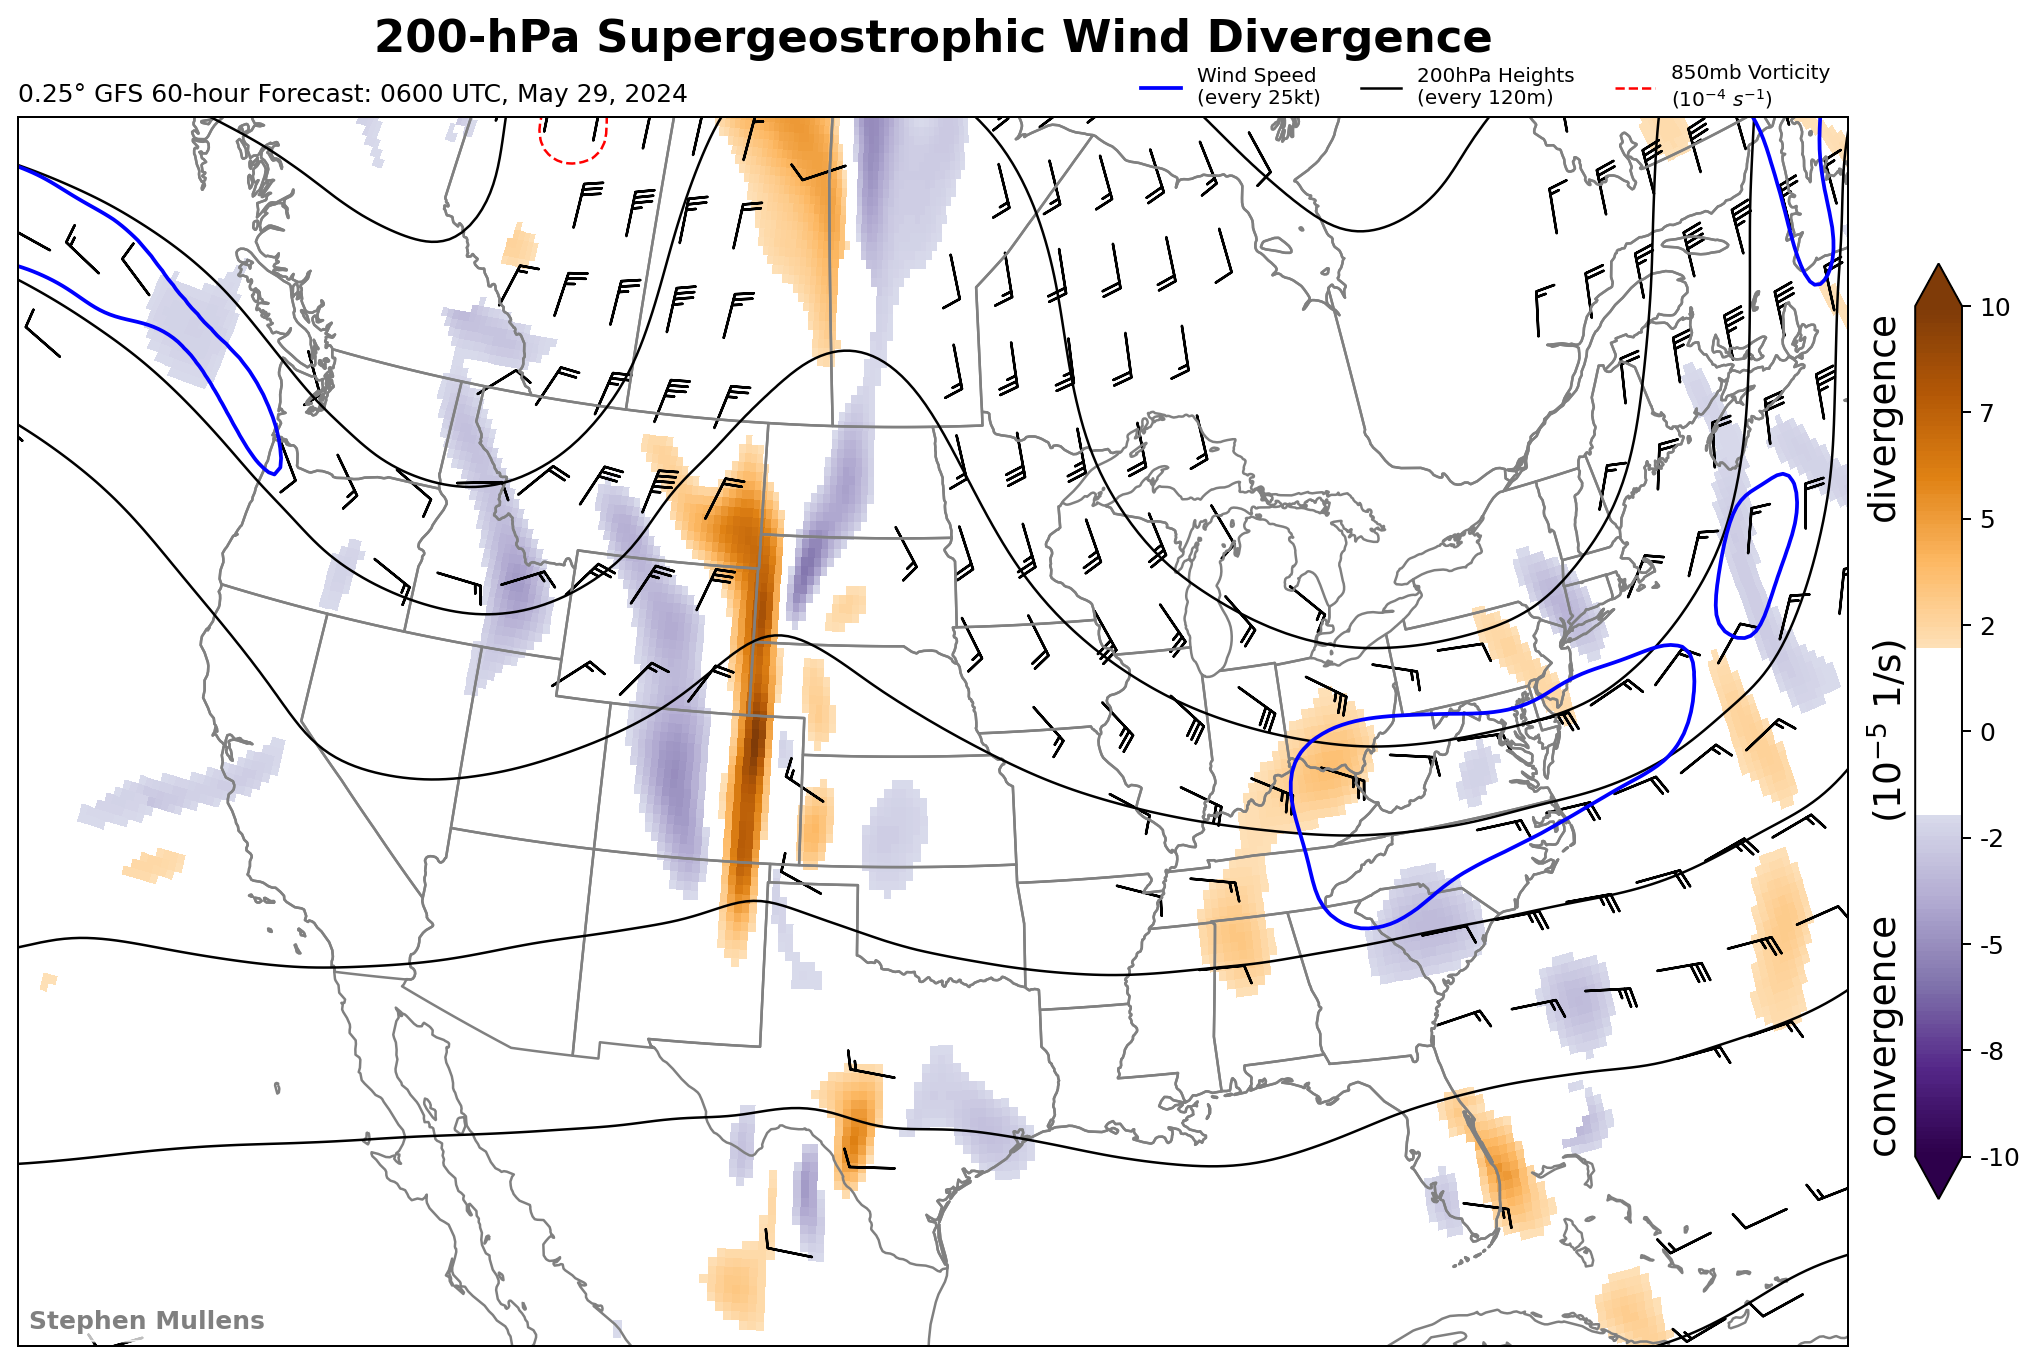 200-hPa Supergeostrophic Wind Divergence
0.25° GFS 60-hour Forecast: 0600 UTC, May 29, 2024
Wind Speed
(every 25kt)
200hPa Heights
(every 120m)
850mb Vorticity
(10⁻⁴ s⁻¹)
10
7
5
2
0
-2
-5
-8
-10
convergence (10⁻⁵ 1/s) divergence
Stephen Mullens